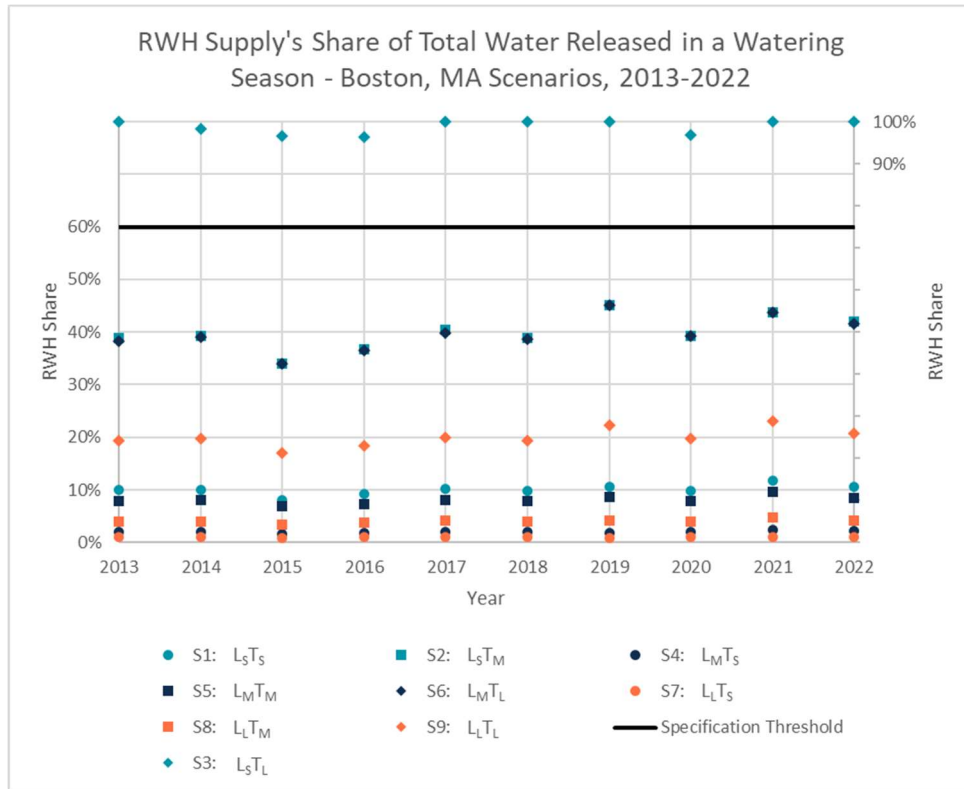 RWH Supply's Share of Total Water Released in a Watering
Season - Boston, MA Scenarios, 2013-2022
100%
90%
60%
50%
40%
30%
20%
10%
0%
RWH Share
RWH Share
2013 2014 2015 2016 2017 2018 2019 2020 2021 2022
Year
S1: LSTS S2: LSTM S4: LMTS
S5: LMTM S6: LMTL S7: LLTS
S8: LLTM S9: LLTL Specification Threshold
S3: LSTL